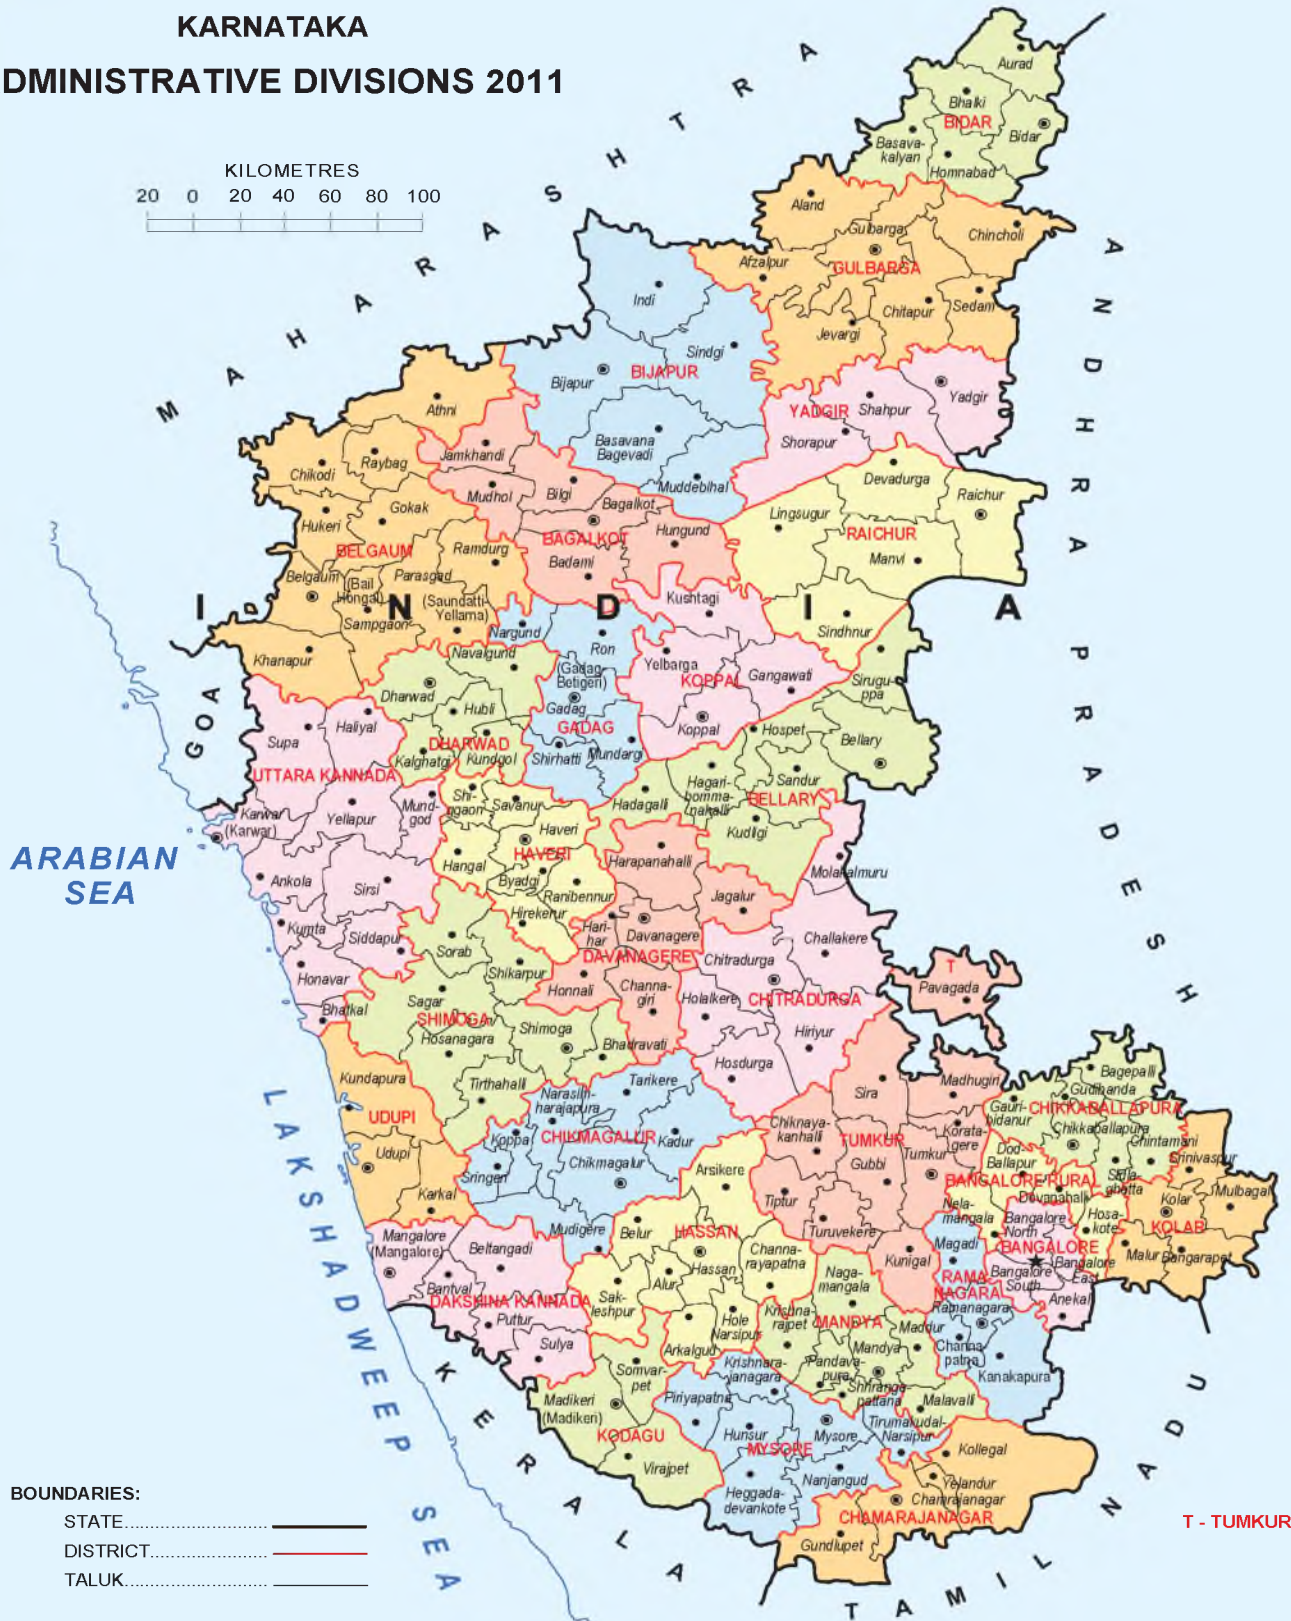 KARNATAKA
DMINISTRATIVE DIVISIONS 2011
KILOMETRES
20 0 20 40 60 80 100
MAHARASHTRA
ANDHRA PRADESH
GOA
INDIA
ARABIAN
SEA
LAKSHADWEEP SEA
KERALA
TAMIL NADU
Aurad
Bhalki
BIDAR
Bidar
Basava-
kalyan
Homnabad
Aland
Gulbarga
Chincholi
Afzalpur
GULBARGA
Chitapur
Sedam
Jevargi
Indi
Sindgi
Bijapur
BIJAPUR
Basavana
Bagevadi
Muddebihal
YADGIR
Shahpur
Yadgir
Shorapur
Athni
Chikodi
Raybag
Hukeri
Gokak
BELGAUM
Ramdurg
Belgaum
(Bail
Hongal)
Parasgad
(Saundatti-
Yellama)
Sampgaon
Khanapur
Jamkhandi
Mudhol
Bilgi
Bagalkot
BAGALKOT
Hungund
Badami
Devadurga
Raichur
Lingsugur
RAICHUR
Manvi
Sindhnur
Kushtagi
Yelbarga
KOPPAL
Gangawati
Koppal
Nargund
Ron
(Gadag-
Betigeri)
Gadag
GADAG
Shirhatti
Mundargi
Navalgund
Dharwad
Hubli
DHARWAD
Kalghatgi
Kundgol
Supa
Haliyal
UTTARA KANNADA
Karwar
(Karwar)
Yellapur
Mund-
god
Ankola
Sirsi
Kumta
Siddapur
Honavar
Bhatkal
Shi-
ngaon
Savanur
Haveri
HAVERI
Hangal
Byadgi
Ranibennur
Hirekerur
Sirugu-
ppa
Hospet
Bellary
Hagari-
bomma-
nahalli
Sandur
BELLARY
Hadagalli
Kudligi
Harapanahalli
Jagalur
Hari-
har
Davanagere
DAVANAGERE
Honnali
Channa-
giri
Molakalmuru
Challakere
Chitradurga
CHITRADURGA
Holalkere
Hiriyur
Hosdurga
Sorab
Shikarpur
Sagar
SHIMOGA
Shimoga
Hosanagara
Bhadravati
Tirthahalli
Kundapura
UDUPI
Udupi
Karkal
Narasih-
harajapura
Tarikere
Koppa
CHIKMAGALUR
Kadur
Sringeri
Chikmagalur
Mudigere
T
Pavagada
Sira
Madhugiri
Chiknaya-
kanhalli
TUMKUR
Korata-
gere
Gubbi
Tumkur
Tiptur
Turuvekere
Kunigal
Bagepalli
Gudibanda
Gauri-
bidanur
CHIKKABALLAPURA
Chikkaballapura
Chintamani
Sidla-
ghatta
Dod-
Ballapur
BANGALORE RURAL
Devanahalli
Nela-
mangala
Hosa-
kote
Srinivaspur
Kolar
Mulbagal
KOLAR
Malur
Bangarapet
Bangalore
North
BANGALORE
Bangalore
South
Bangalore
East
Anekal
Magadi
RAMA
NAGARA
Ramanagara
Channa-
patna
Kanakapura
Arsikere
Belur
HASSAN
Hassan
Channa-
rayapatna
Alur
Sak-
leshpur
Hole
Narsipur
Arkalgud
Mangalore
(Mangalore)
Beltangadi
Bantval
DAKSHINA KANNADA
Puttur
Sulya
Naga-
mangala
Krishna-
rajpet
MANDYA
Maddur
Mandya
Pandava-
pura
Shriranga-
pattana
Malavalli
Somvar-
pet
Madikeri
(Madikeri)
KODAGU
Virajpet
Krishnara-
janagara
Piriyapatna
Hunsur
Mysore
MYSORE
Tirumakudal-
Narsipur
Nanjangud
Heggada-
devankote
Kollegal
Yelandur
Chamrajanagar
CHAMARAJANAGAR
Gundlupet
BOUNDARIES:
STATE
DISTRICT
TALUK
T - TUMKUR